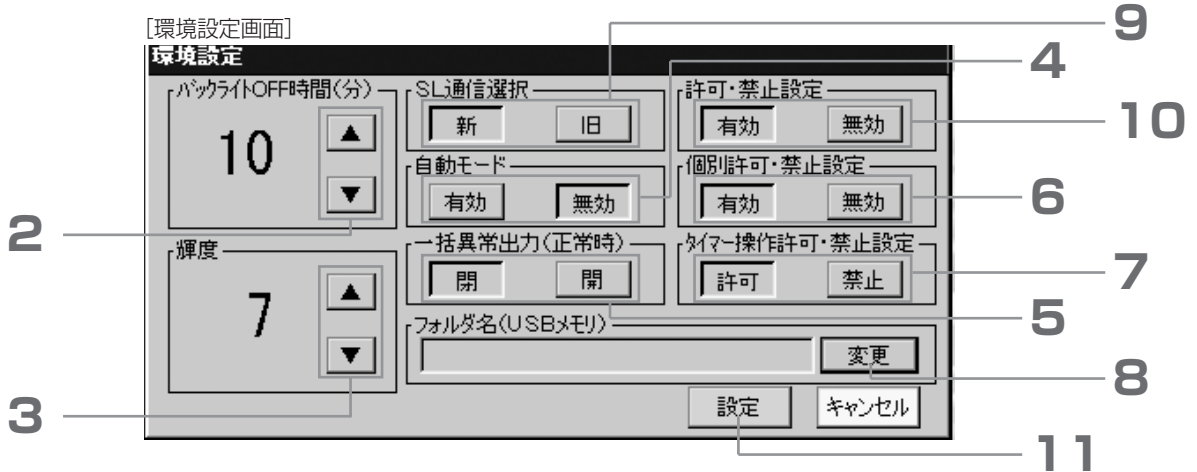 [環境設定画面]
環境設定
バックライトOFF時間(分)
10
▲
▼
輝度
7
▲
▼
SL通信選択
新 旧
自動モード
有効 無効
一括異常出力(正常時)
閉 開
許可・禁止設定
有効 無効
個別許可・禁止設定
有効 無効
タイマー操作許可・禁止設定
許可 禁止
フォルダ名(USBメモリ)
変更
設定 キャンセル
2
3
9
4
10
6
7
5
8
11